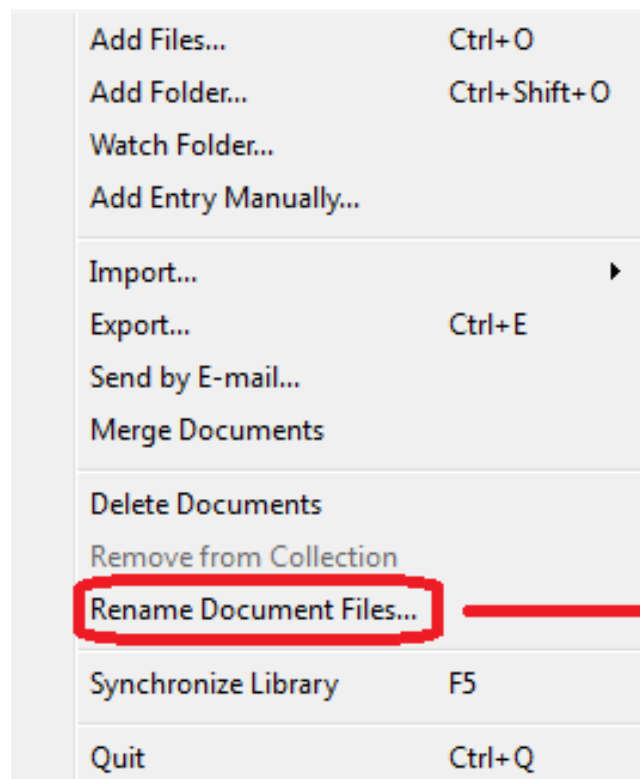 Add Files... Ctrl+O
Add Folder... Ctrl+Shift+O
Watch Folder...
Add Entry Manually...
Import...
Export... Ctrl+E
Send by E-mail...
Merge Documents
Delete Documents
Remove from Collection
Rename Document Files...
Synchronize Library F5
Quit Ctrl+Q